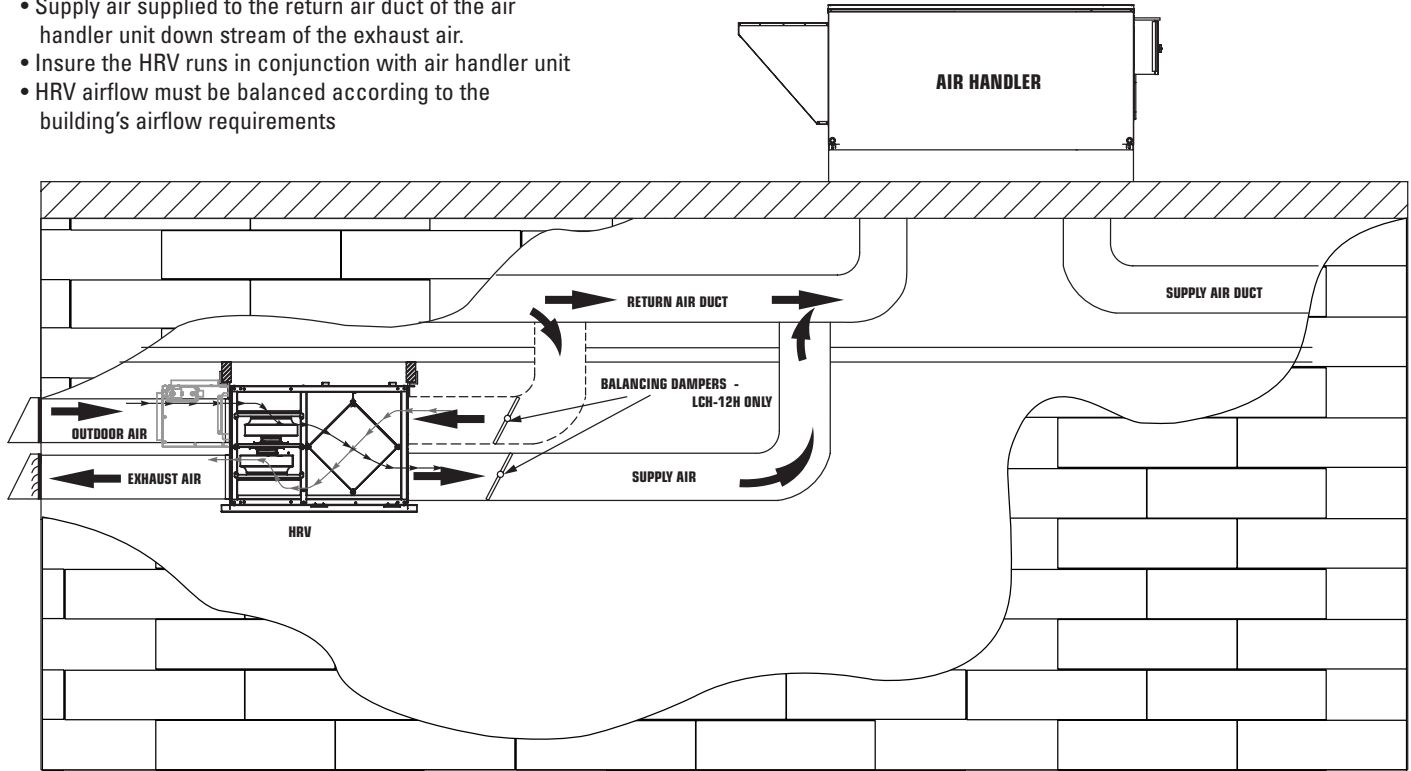 • Supply air supplied to the return air duct of the air
handler unit down stream of the exhaust air.
• Insure the HRV runs in conjunction with air handler unit
• HRV airflow must be balanced according to the
building's airflow requirements
AIR HANDLER
RETURN AIR DUCT
SUPPLY AIR DUCT
BALANCING DAMPERS -
LCH-12H ONLY
OUTDOOR AIR
EXHAUST AIR
SUPPLY AIR
HRV